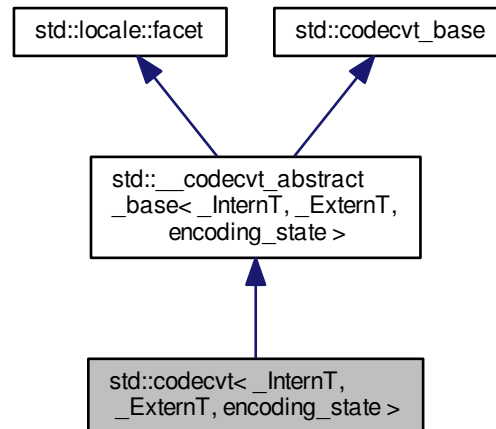 std::locale::facet
std::codecvt_base
std::__codecvt_abstract
_base< _InternT, _ExternT,
encoding_state >
std::codecvt< _InternT,
_ExternT, encoding_state >